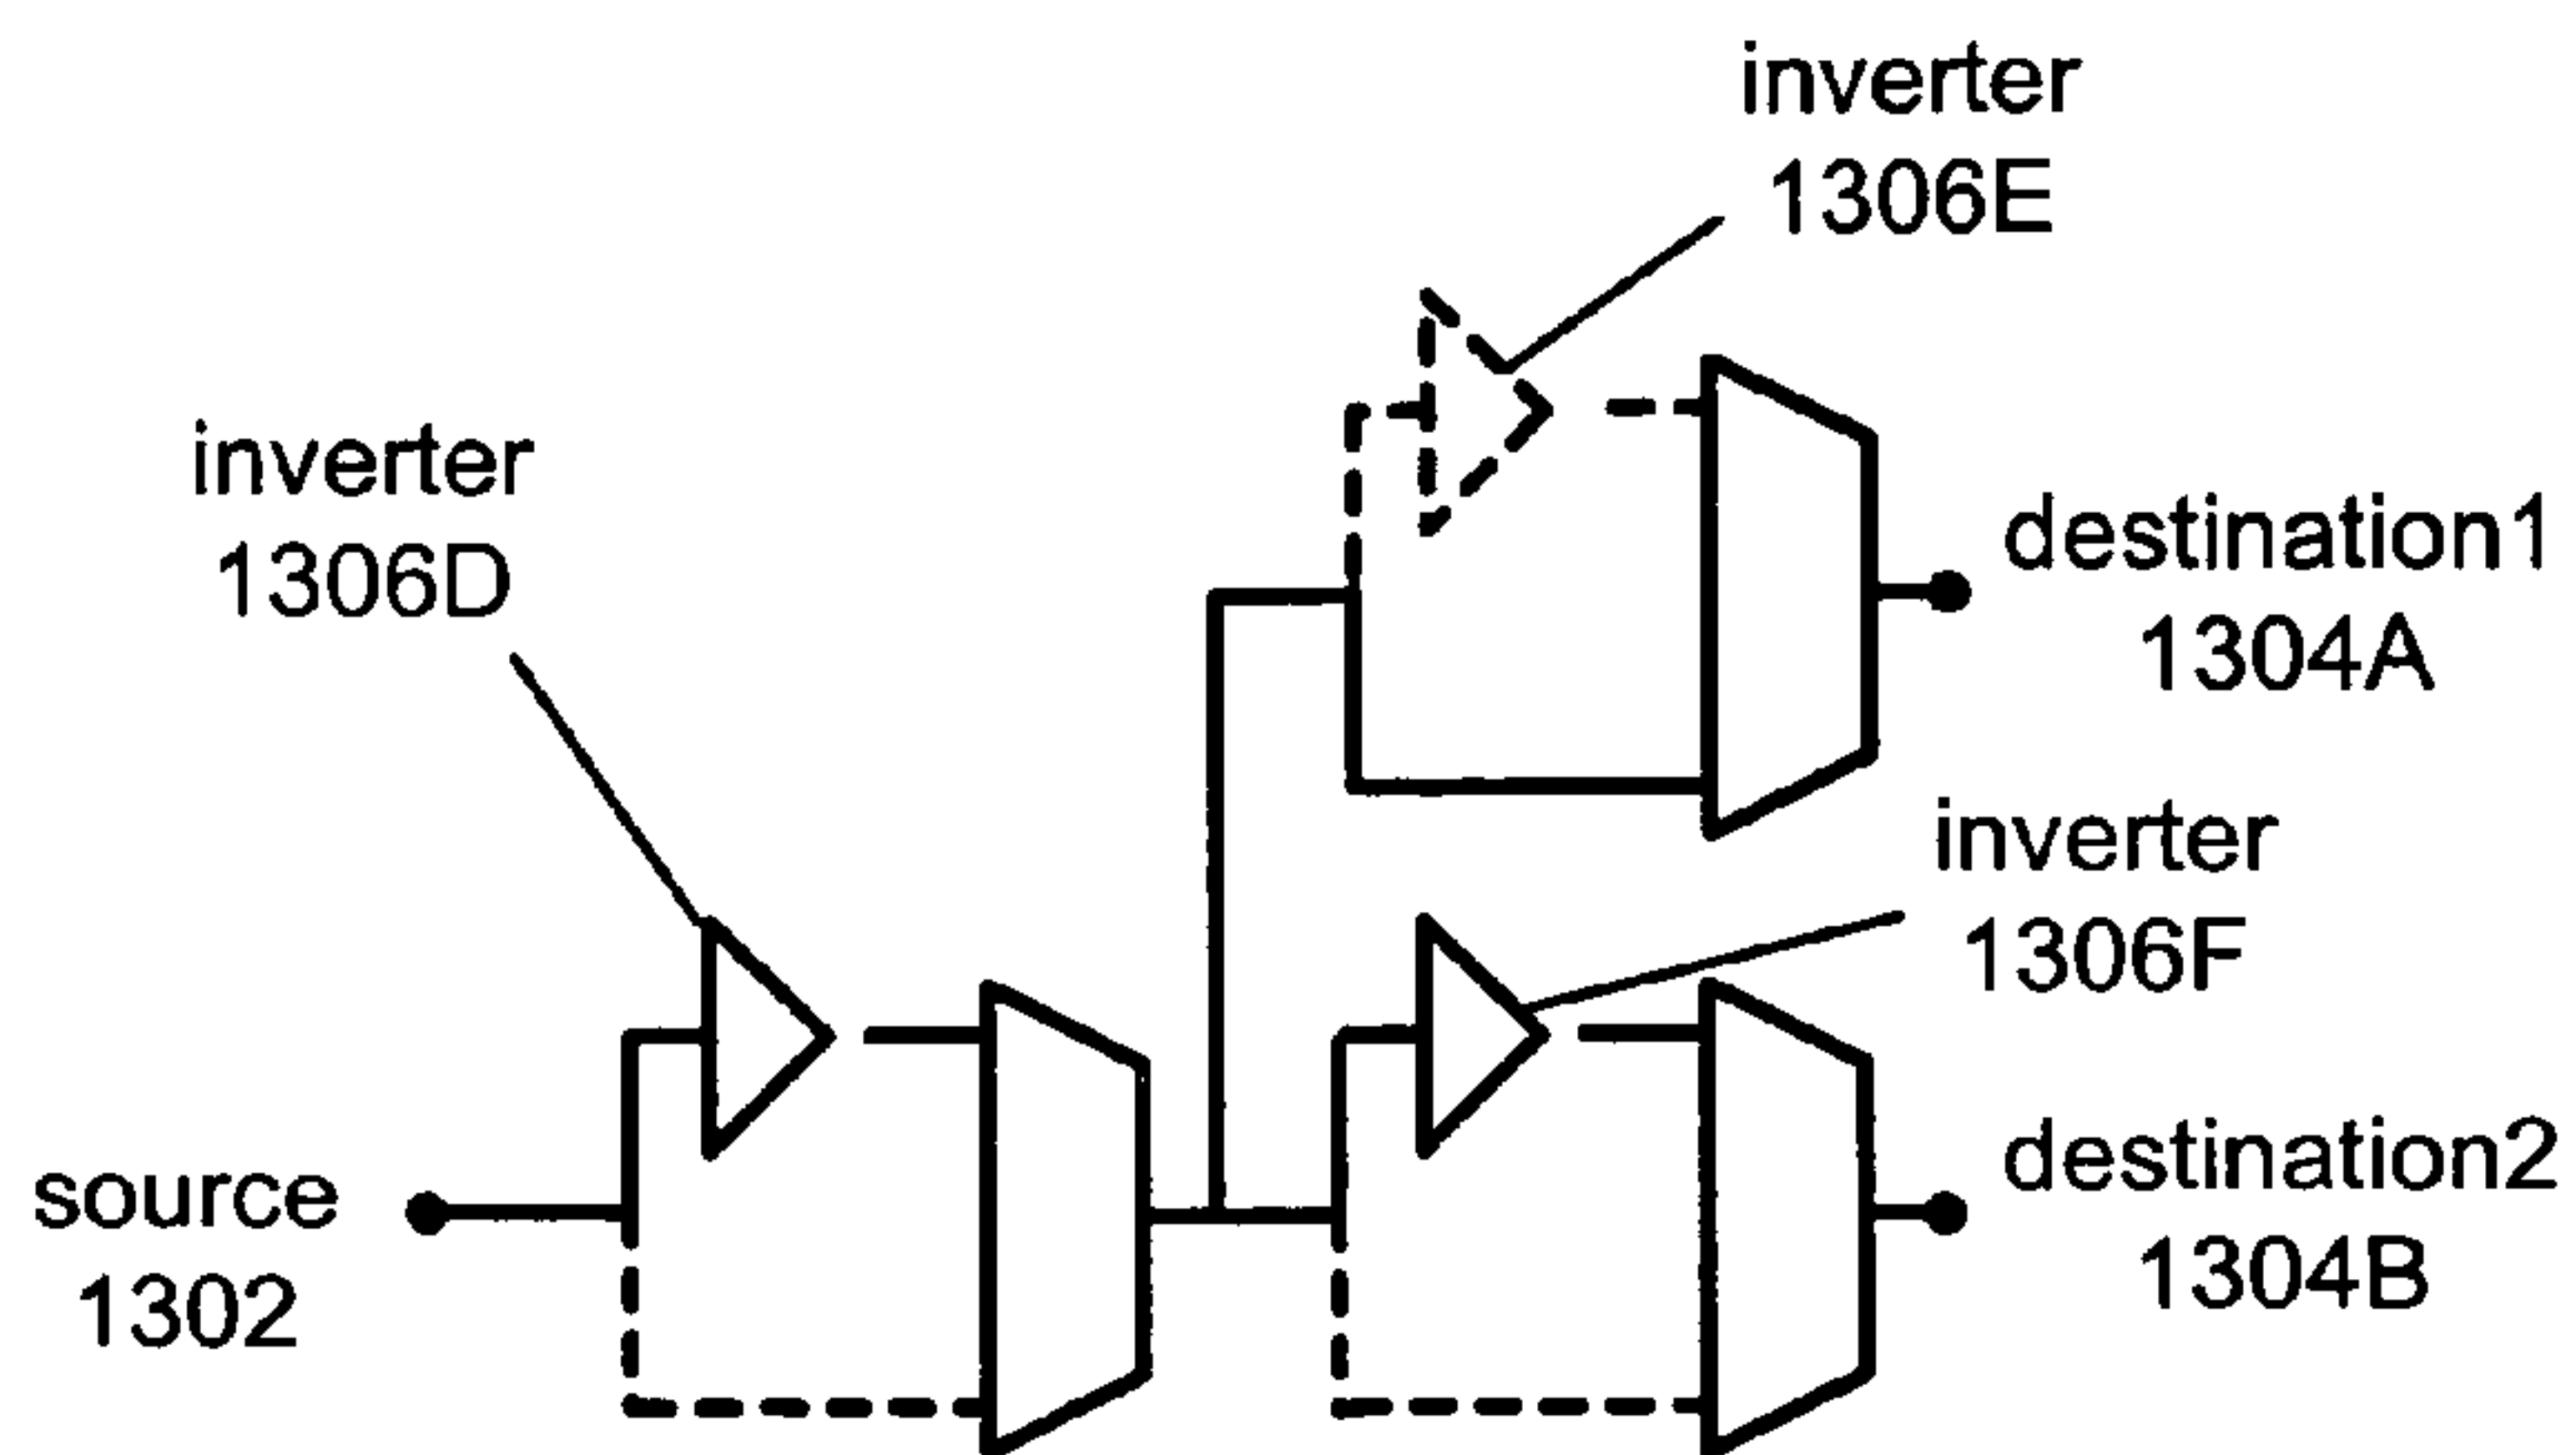 inverter
1306E
inverter
1306D
destination1
1304A
inverter
1306F
source
1302
destination2
1304B